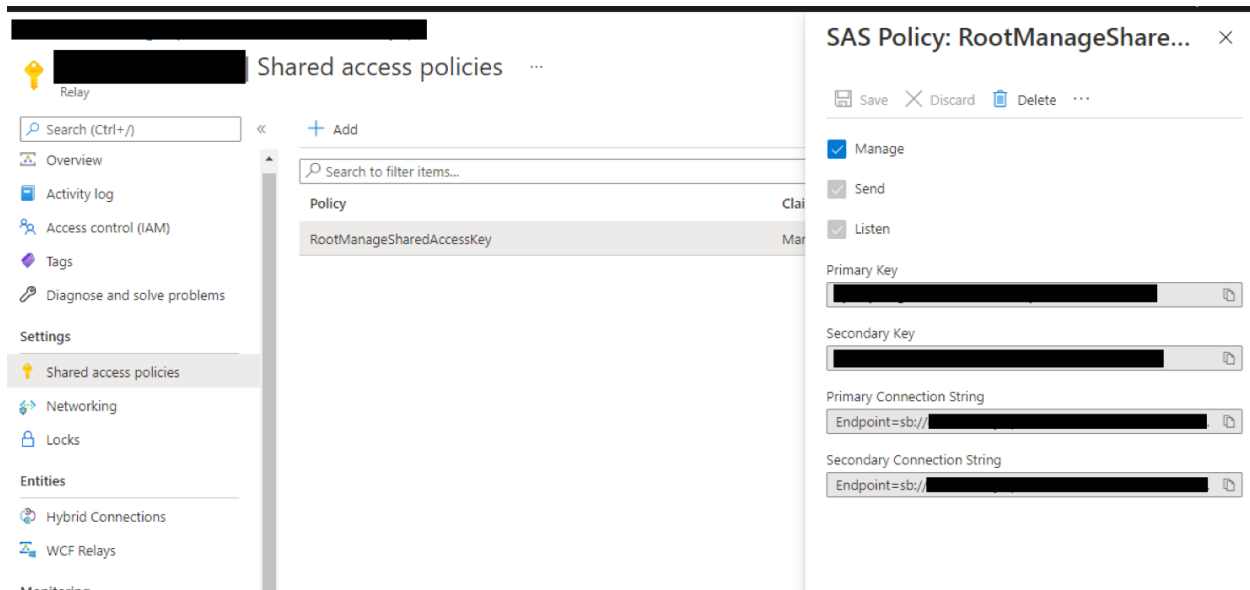 Shared access policies ...
Relay
Search (Ctrl+/)
«
Overview
Activity log
Access control (IAM)
Tags
Diagnose and solve problems
Settings
Shared access policies
Networking
Locks
Entities
Hybrid Connections
WCF Relays
Monitoring
+ Add
Search to filter items...
Policy
Clai
RootManageSharedAccessKey
Mar
SAS Policy: RootManageShare...
Save
Discard
Delete
...
Manage
Send
Listen
Primary Key
Secondary Key
Primary Connection String
Endpoint=sb://
Secondary Connection String
Endpoint=sb://